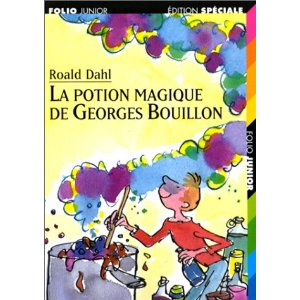 FOLIO JUNIOR ÉDITION SPÉCIALE
Roald Dahl
LA POTION MAGIQUE
DE GEORGES BOUILLON
FOLIO JUNIOR